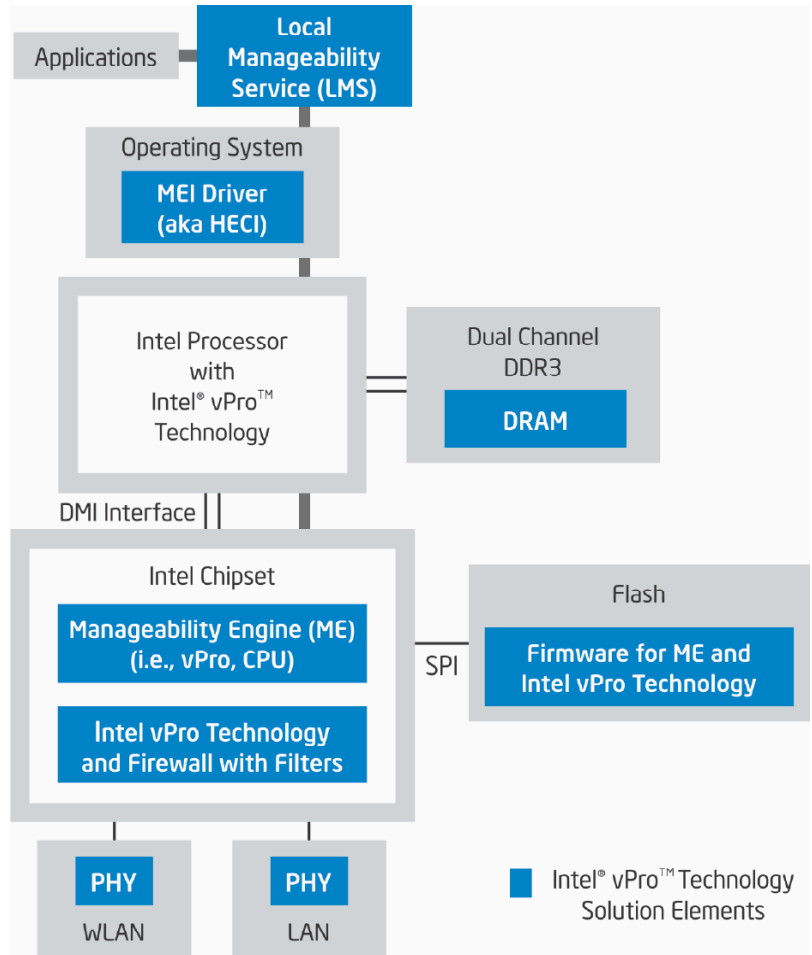 Applications
Local
Manageability
Service (LMS)
Operating System
MEI Driver
(aka HECI)
Intel Processor
with
Intel® vPro™
Technology
Dual Channel
DDR3
DRAM
DMI Interface
Intel Chipset
Manageability Engine (ME)
(i.e., vPro, CPU)
Intel vPro Technology
and Firewall with Filters
SPI
Flash
Firmware for ME and
Intel vPro Technology
PHY
WLAN
PHY
LAN
Intel® vPro™ Technology
Solution Elements